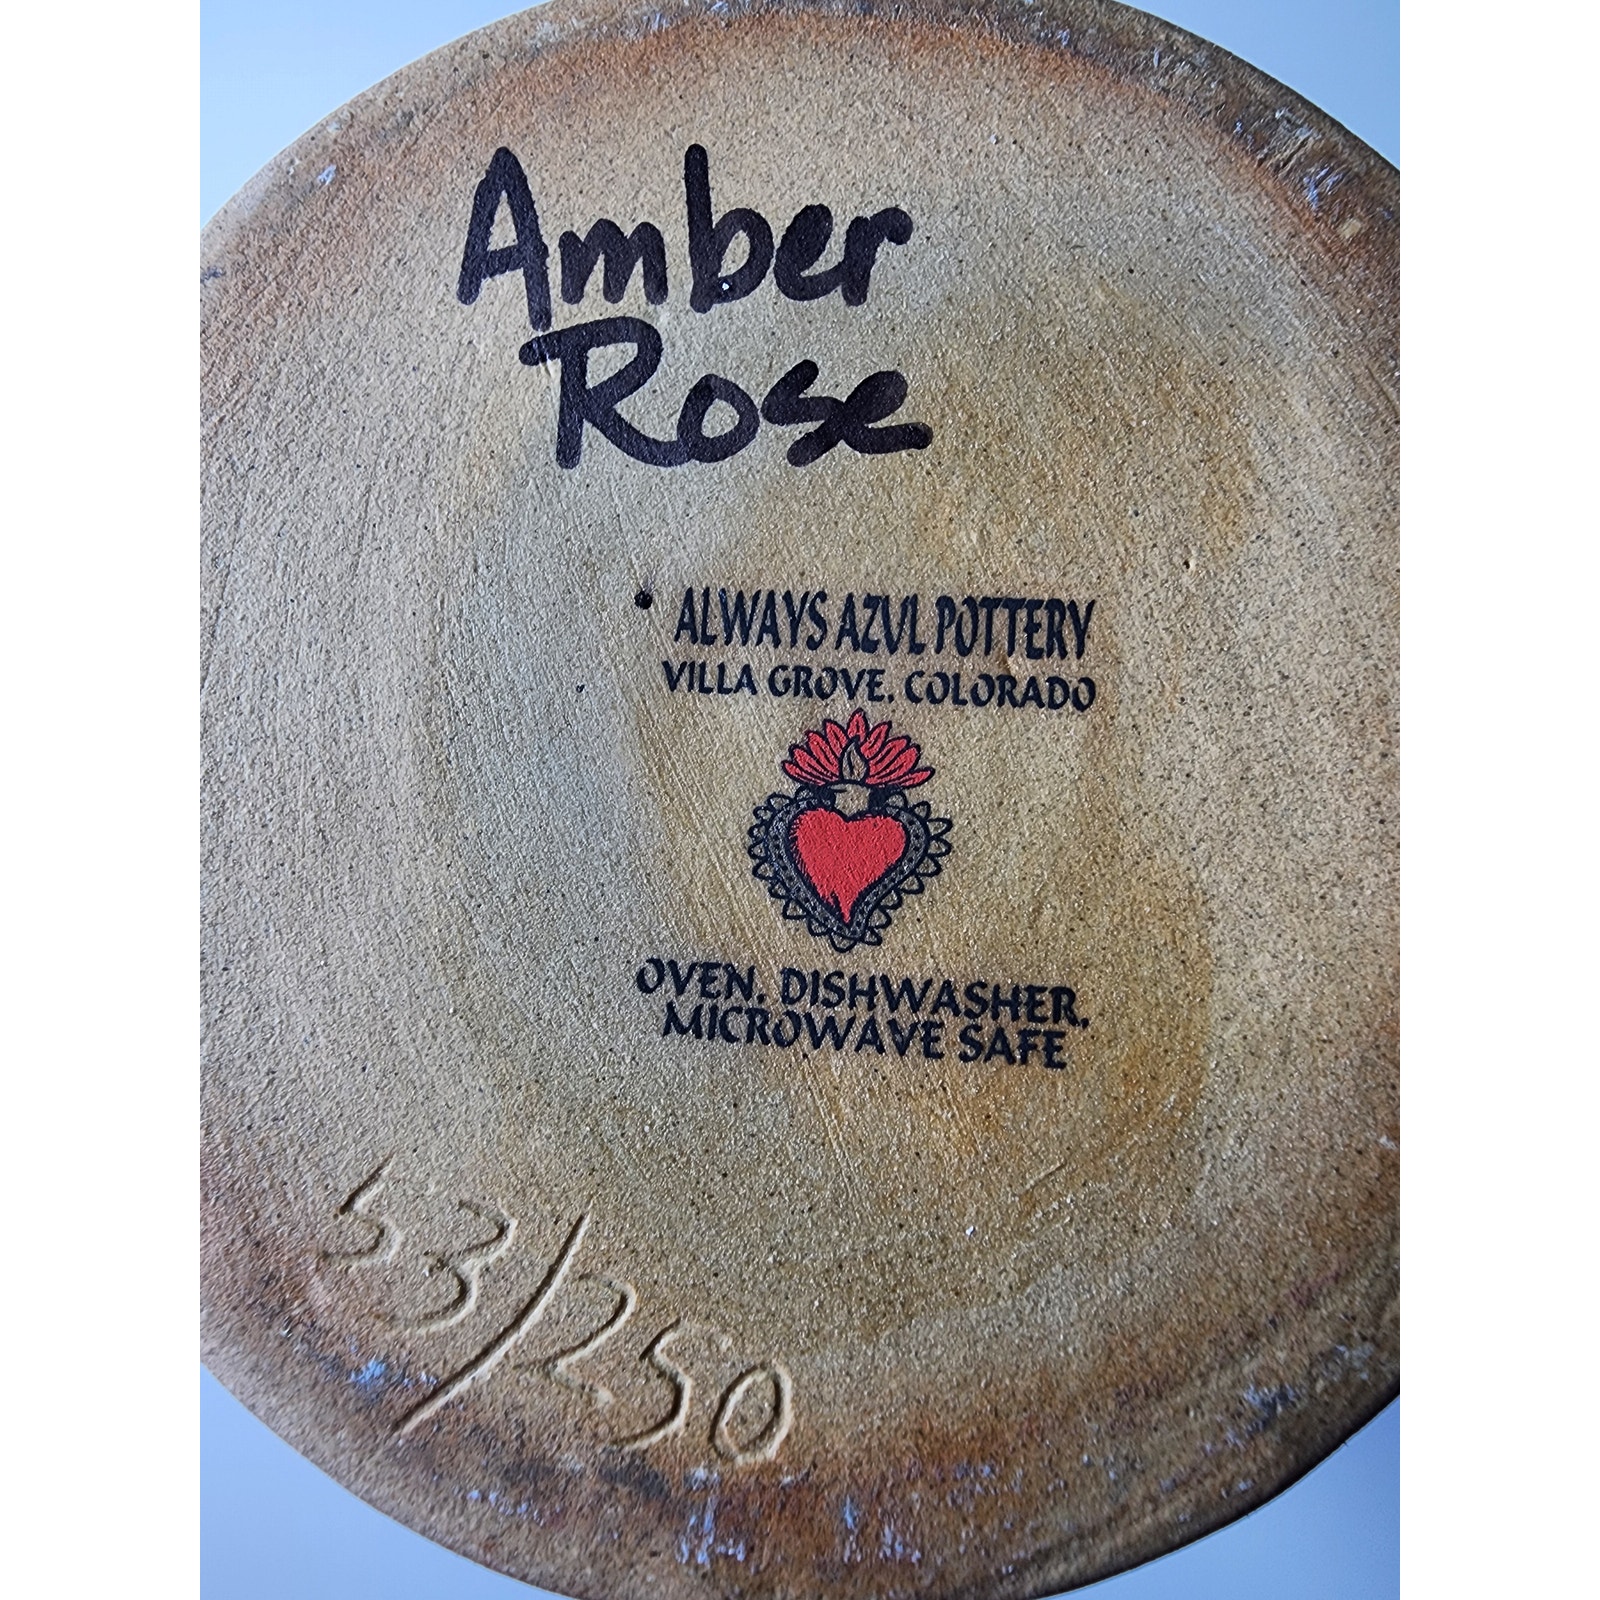 Amber
Rose
ALWAYS AZUL POTTERY
VILLA GROVE, COLORADO
OVEN, DISHWASHER,
MICROWAVE SAFE
53/250